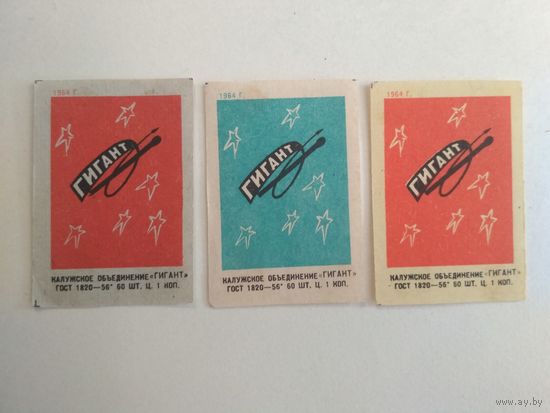 1964 Г.
ГИГАНТ
КАЛУЖСКОЕ ОБЪЕДИНЕНИЕ «ГИГАНТ»
ГОСТ 1820—56* 60 ШТ. Ц. 1 КОП.
1964 Г.
ГИГАНТ
КАЛУЖСКОЕ ОБЪЕДИНЕНИЕ «ГИГАНТ»
ГОСТ 1820—56* 60 ШТ. Ц. 1 КОП.
1964 Г.
ГИГАНТ
КАЛУЖСКОЕ ОБЪЕДИНЕНИЕ «ГИГАНТ»
ГОСТ 1820—56* 60 ШТ. Ц. 1 КОП.
www.ay.by